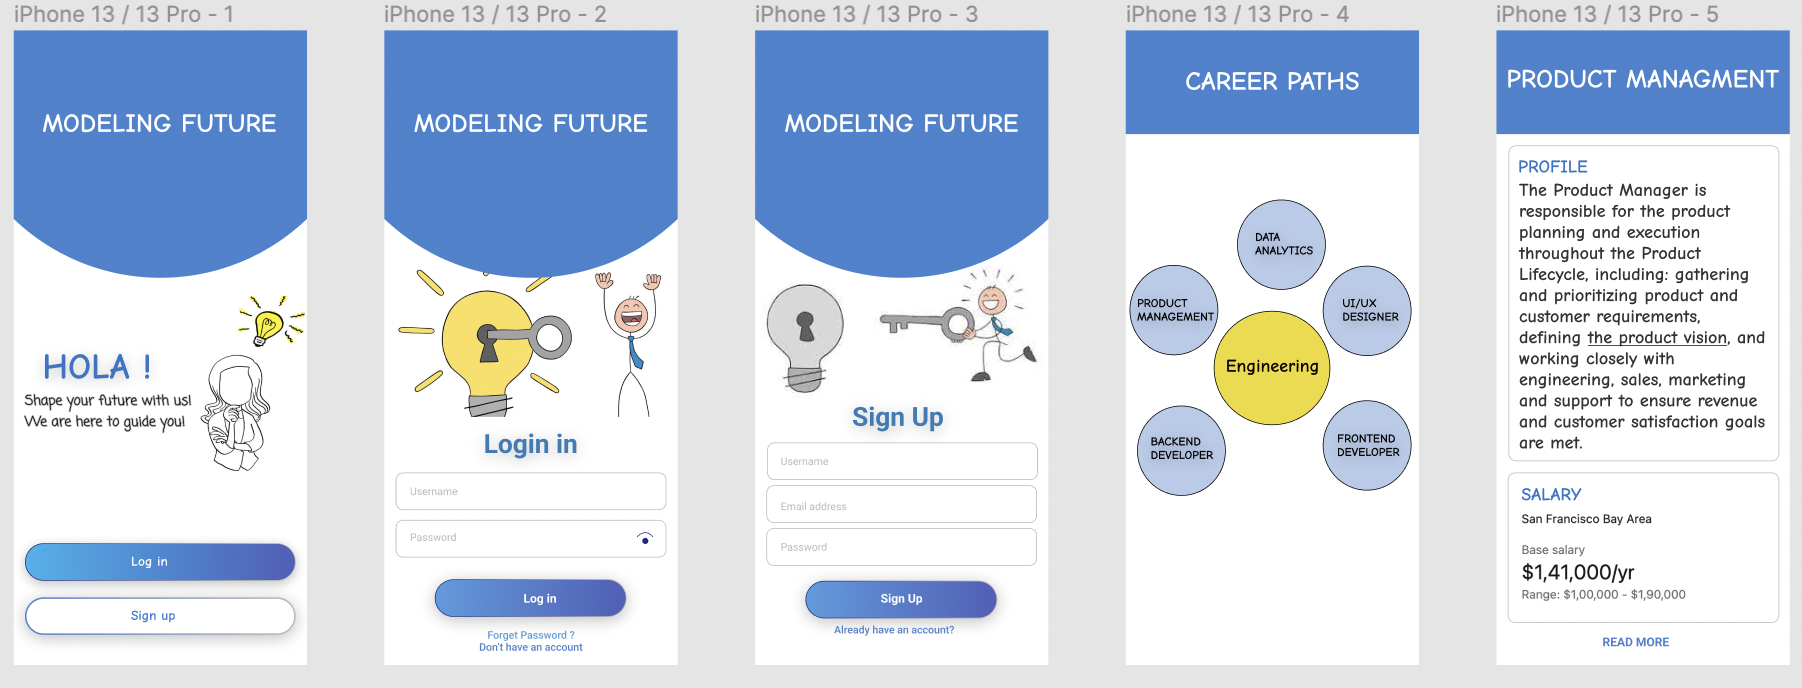 iPhone 13 / 13 Pro - 1
MODELING FUTURE
HOLA !
Shape your future with us!
We are here to guide you!
Log in
Sign up
iPhone 13 / 13 Pro - 2
MODELING FUTURE
Login in
Username
Password
Log in
Forget Password ?
Don't have an account
iPhone 13 / 13 Pro - 3
MODELING FUTURE
Sign Up
Username
Email address
Password
Sign Up
Already have an account?
iPhone 13 / 13 Pro - 4
CAREER PATHS
DATA
ANALYTICS
PRODUCT
MANAGEMENT
UI/UX
DESIGNER
Engineering
BACKEND
DEVELOPER
FRONTEND
DEVELOPER
iPhone 13 / 13 Pro - 5
PRODUCT MANAGMENT
PROFILE
The Product Manager is
responsible for the product
planning and execution
throughout the Product
Lifecycle, including: gathering
and prioritizing product and
customer requirements,
defining the product vision, and
working closely with
engineering, sales, marketing
and support to ensure revenue
and customer satisfaction goals
are met.
SALARY
San Francisco Bay Area
Base salary
$1,41,000/yr
Range: $1,00,000 - $1,90,000
READ MORE